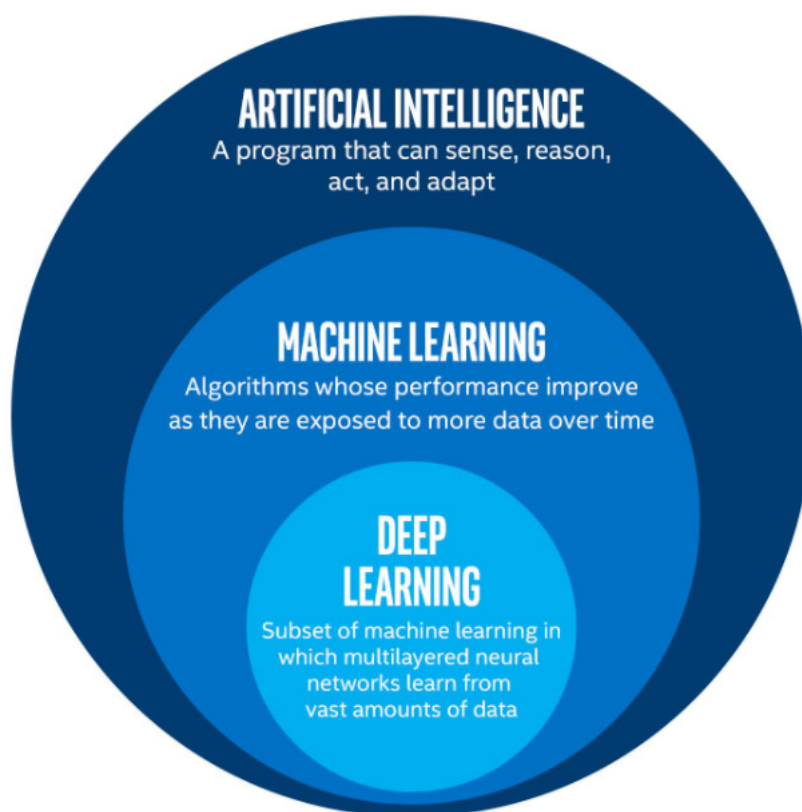 ARTIFICIAL INTELLIGENCE
A program that can sense, reason,
act, and adapt
MACHINE LEARNING
Algorithms whose performance improve
as they are exposed to more data over time
DEEP
LEARNING
Subset of machine learning in
which multilayered neural
networks learn from
vast amounts of data